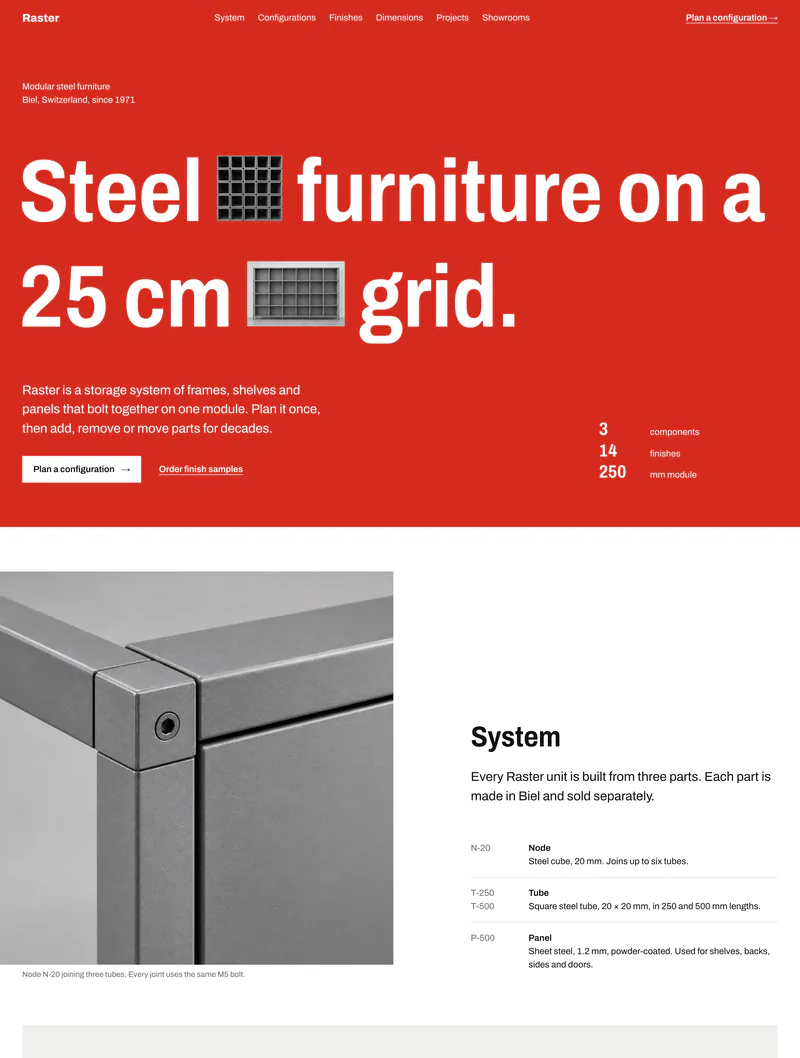 Raster
System Configurations Finishes Dimensions Projects Showrooms
Plan a configuration →
Modular steel furniture
Biel, Switzerland, since 1971
Steel furniture on a
25 cm grid.
Raster is a storage system of frames, shelves and
panels that bolt together on one module. Plan it once,
then add, remove or move parts for decades.
Plan a configuration →
Order finish samples
3 components
14 finishes
250 mm module
System
Every Raster unit is built from three parts. Each part is
made in Biel and sold separately.
N-20 Node
Steel cube, 20 mm. Joins up to six tubes.
T-250 Tube
T-500 Square steel tube, 20 × 20 mm, in 250 and 500 mm lengths.
P-500 Panel
Sheet steel, 1.2 mm, powder-coated. Used for shelves, backs,
sides and doors.
Node N-20 joining three tubes. Every joint uses the same M5 bolt.